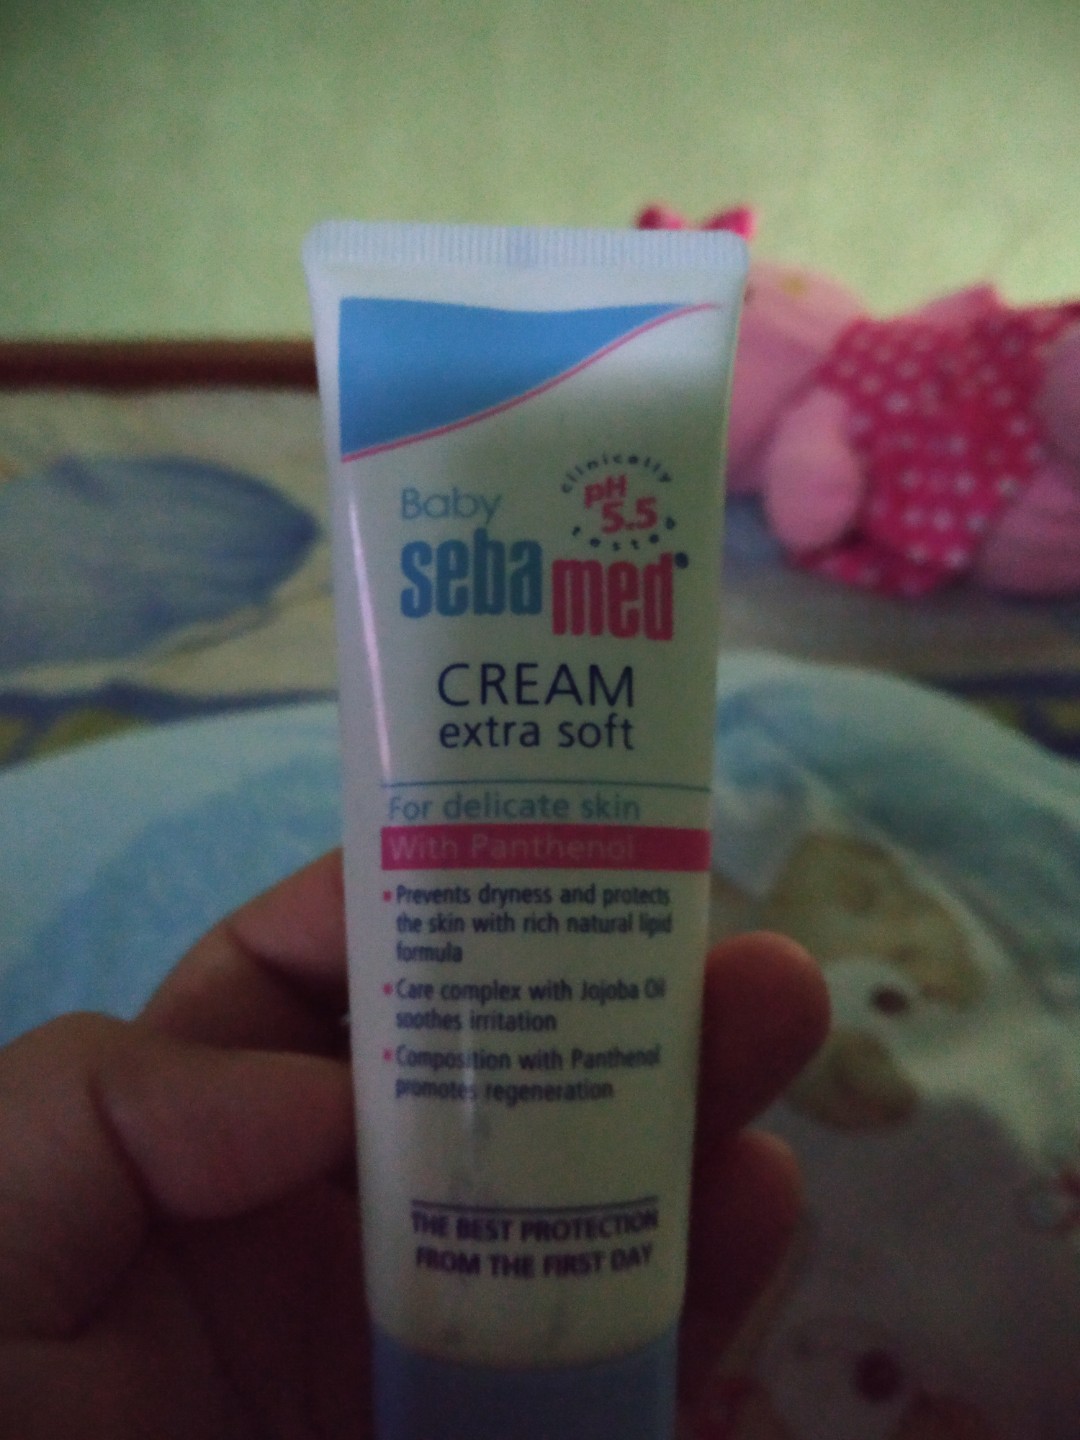 clinically
pH
5.5
tested
Baby
sebamed®
CREAM
extra soft
For delicate skin
With Panthenol
Prevents dryness and protects
the skin with rich natural lipid
formula
Care complex with Jojoba Oil
soothes irritation
Composition with Panthenol
promotes regeneration
THE BEST PROTECTION
FROM THE FIRST DAY